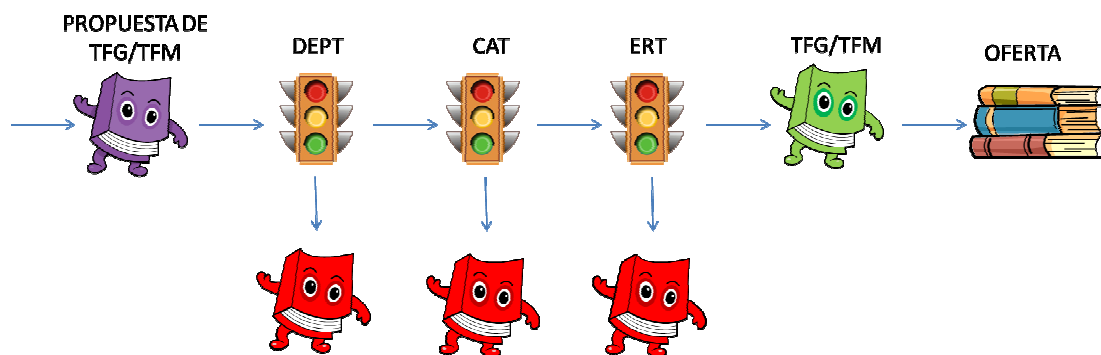 PROPUESTA DE
TFG/TFM
DEPT
CAT
ERT
TFG/TFM
OFERTA